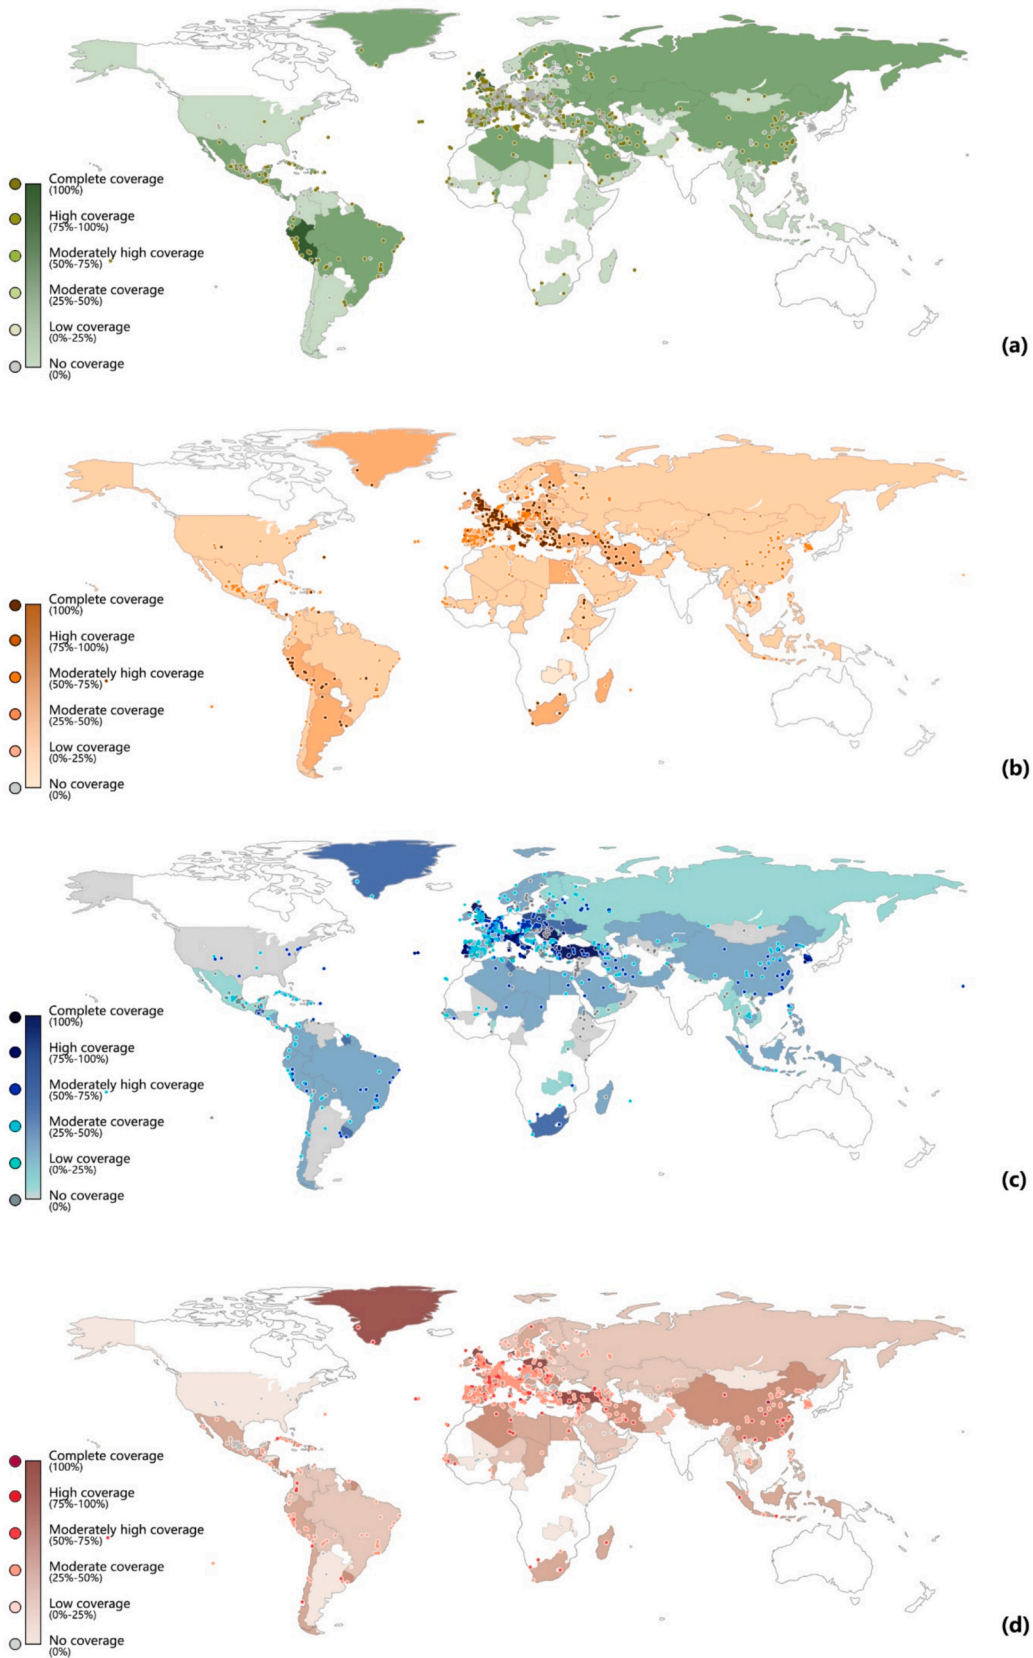 Complete coverage
(100%)
High coverage
(75%-100%)
Moderately high coverage
(50%-75%)
Moderate coverage
(25%-50%)
Low coverage
(0%-25%)
No coverage
(0%)
(a)
Complete coverage
(100%)
High coverage
(75%-100%)
Moderately high coverage
(50%-75%)
Moderate coverage
(25%-50%)
Low coverage
(0%-25%)
No coverage
(0%)
(b)
Complete coverage
(100%)
High coverage
(75%-100%)
Moderately high coverage
(50%-75%)
Moderate coverage
(25%-50%)
Low coverage
(0%-25%)
No coverage
(0%)
(c)
Complete coverage
(100%)
High coverage
(75%-100%)
Moderately high coverage
(50%-75%)
Moderate coverage
(25%-50%)
Low coverage
(0%-25%)
No coverage
(0%)
(d)